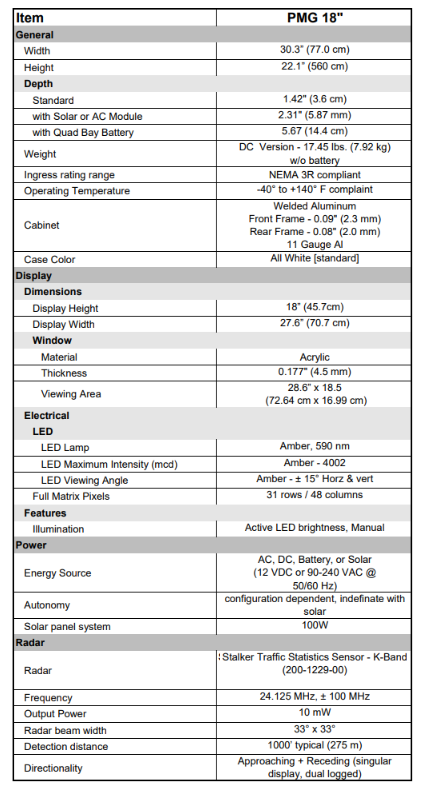 Item PMG 18"
General
Width 30.3" (77.0 cm)
Height 22.1" (560 cm)
Depth
Standard 1.42" (3.6 cm)
with Solar or AC Module 2.31" (5.87 mm)
with Quad Bay Battery 5.67 (14.4 cm)
Weight DC Version - 17.45 lbs. (7.92 kg)
w/o battery
Ingress rating range NEMA 3R compliant
Operating Temperature -40° to +140° F complaint
Cabinet Welded Aluminum
Front Frame - 0.09" (2.3 mm)
Rear Frame - 0.08" (2.0 mm)
11 Gauge Al
Case Color All White [standard]
Display
Dimensions
Display Height 18" (45.7cm)
Display Width 27.6" (70.7 cm)
Window
Material Acrylic
Thickness 0.177" (4.5 mm)
Viewing Area 28.6" x 18.5
(72.64 cm x 16.99 cm)
Electrical
LED
LED Lamp Amber, 590 nm
LED Maximum Intensity (mcd) Amber - 4002
LED Viewing Angle Amber - ± 15° Horz & vert
Full Matrix Pixels 31 rows / 48 columns
Features
Illumination Active LED brightness, Manual
Power
Energy Source AC, DC, Battery, or Solar
(12 VDC or 90-240 VAC @
50/60 Hz)
Autonomy configuration dependent, indefinate with
solar
Solar panel system 100W
Radar
Radar Stalker Traffic Statistics Sensor - K-Band
(200-1229-00)
Frequency 24.125 MHz, ± 100 MHz
Output Power 10 mW
Radar beam width 33° x 33°
Detection distance 1000' typical (275 m)
Directionality Approaching + Receding (singular
display, dual logged)